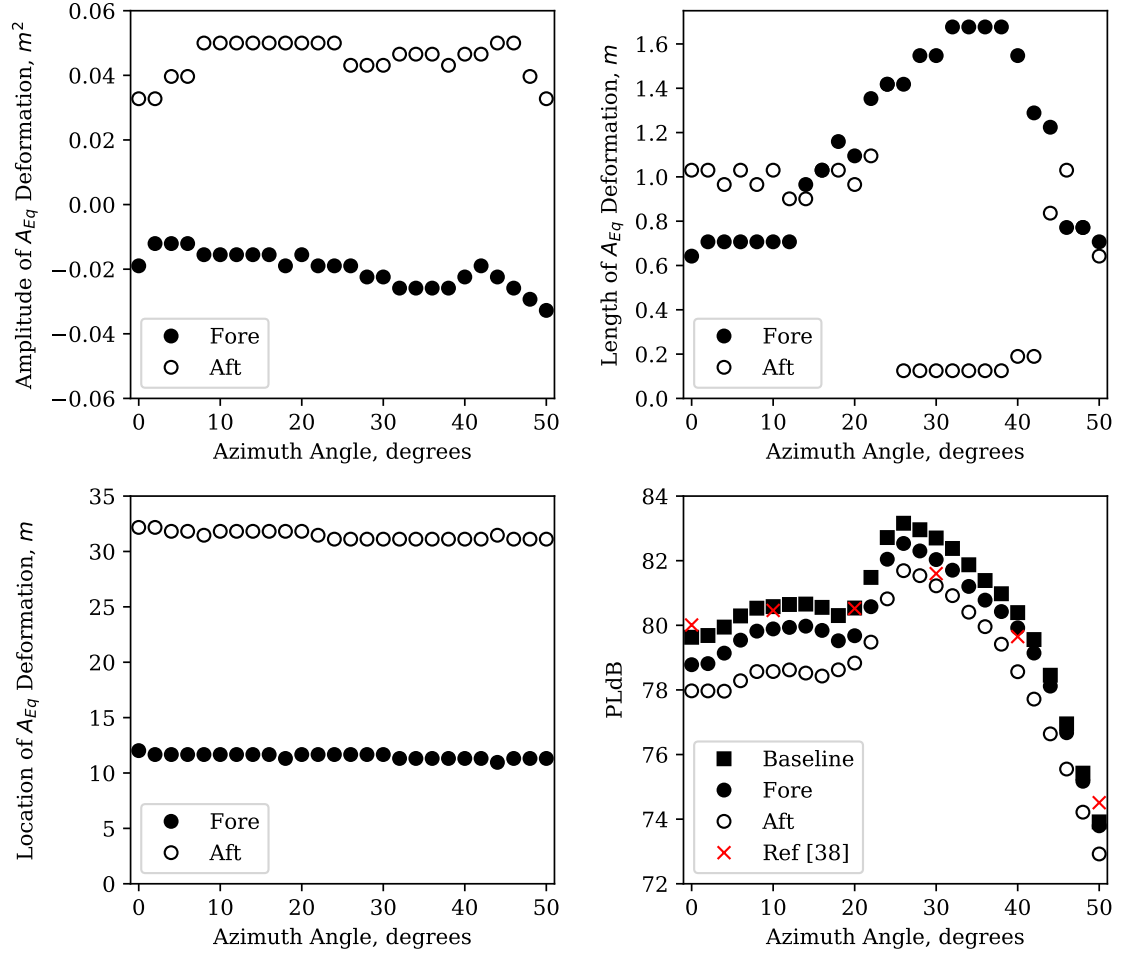 Amplitude of A_Eq Deformation, m²
0.06
0.04
0.02
0.00
−0.02
−0.04
−0.06
Fore
Aft
0 10 20 30 40 50
Azimuth Angle, degrees
Length of A_Eq Deformation, m
1.6
1.4
1.2
1.0
0.8
0.6
0.4
0.2
0.0
Fore
Aft
0 10 20 30 40 50
Azimuth Angle, degrees
Location of A_Eq Deformation, m
35
30
25
20
15
10
5
0
Fore
Aft
0 10 20 30 40 50
Azimuth Angle, degrees
PLdB
84
82
80
78
76
74
72
Baseline
Fore
Aft
Ref [38]
0 10 20 30 40 50
Azimuth Angle, degrees